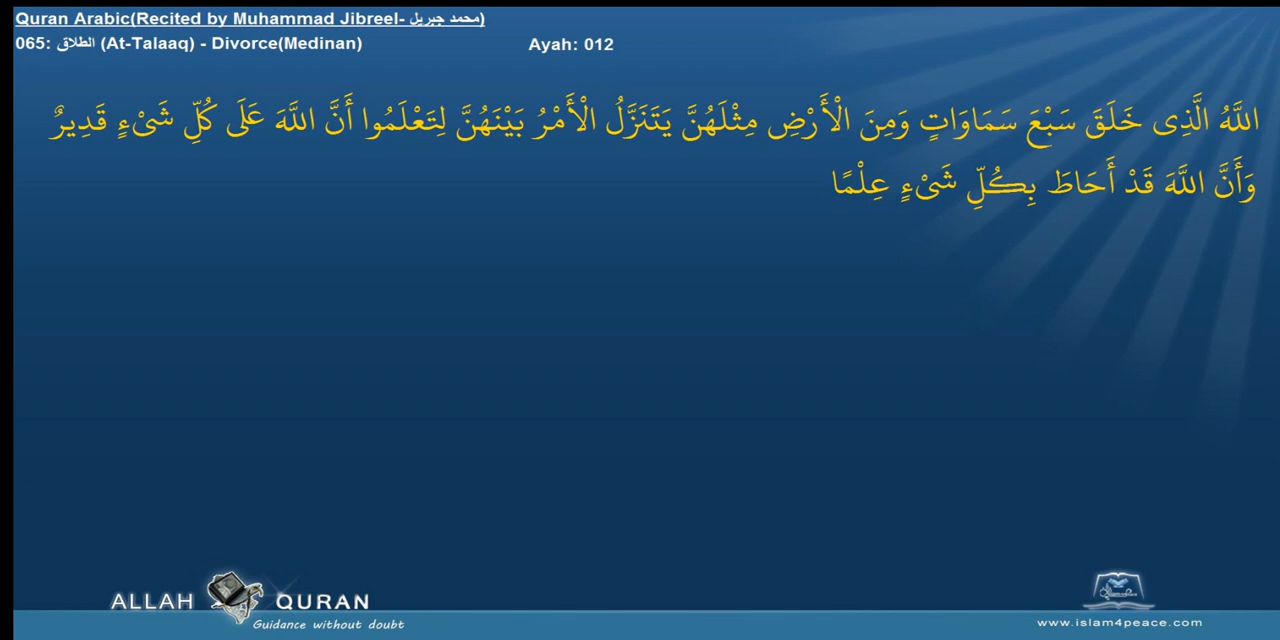 Quran Arabic(Recited by Muhammad Jibreel- محمد جبريل)
065: الطلاق (At-Talaaq) - Divorce(Medinan) Ayah: 012
اللَّهُ الَّذِى خَلَقَ سَبْعَ سَمَاوَاتٍ وَمِنَ الْأَرْضِ مِثْلَهُنَّ يَتَنَزَّلُ الْأَمْرُ بَيْنَهُنَّ لِتَعْلَمُوا أَنَّ اللَّهَ عَلَى كُلِّ شَىْءٍ قَدِيرٌ
وَأَنَّ اللَّهَ قَدْ أَحَاطَ بِكُلِّ شَىْءٍ عِلْمًا
ALLAH QURAN
Guidance without doubt
www.islam4peace.com